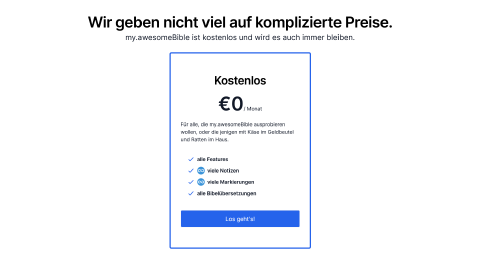 Wir geben nicht viel auf komplizierte Preise.
my.awesomeBible ist kostenlos und wird es auch immer bleiben.
Kostenlos
€0 / Monat
Für alle, die my.awesomeBible ausprobieren
wollen, oder die jenigen mit Käse im Geldbeutel
und Ratten im Haus.
alle Features
viele Notizen
viele Markierungen
alle Bibelübersetzungen
Los geht's!